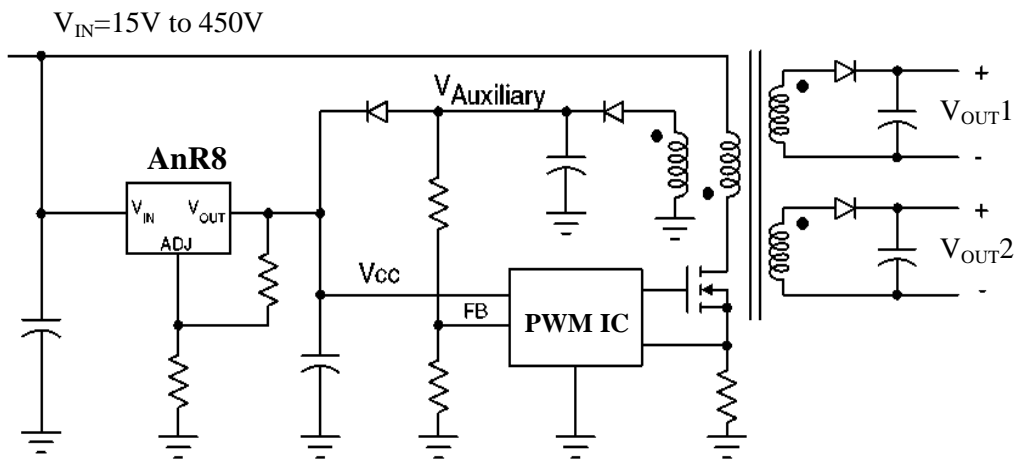 V_IN=15V to 450V
V_Auxiliary
+
V_OUT1
-
AnR8
V_IN V_OUT
ADJ
+
V_OUT2
-
Vcc
FB
PWM IC